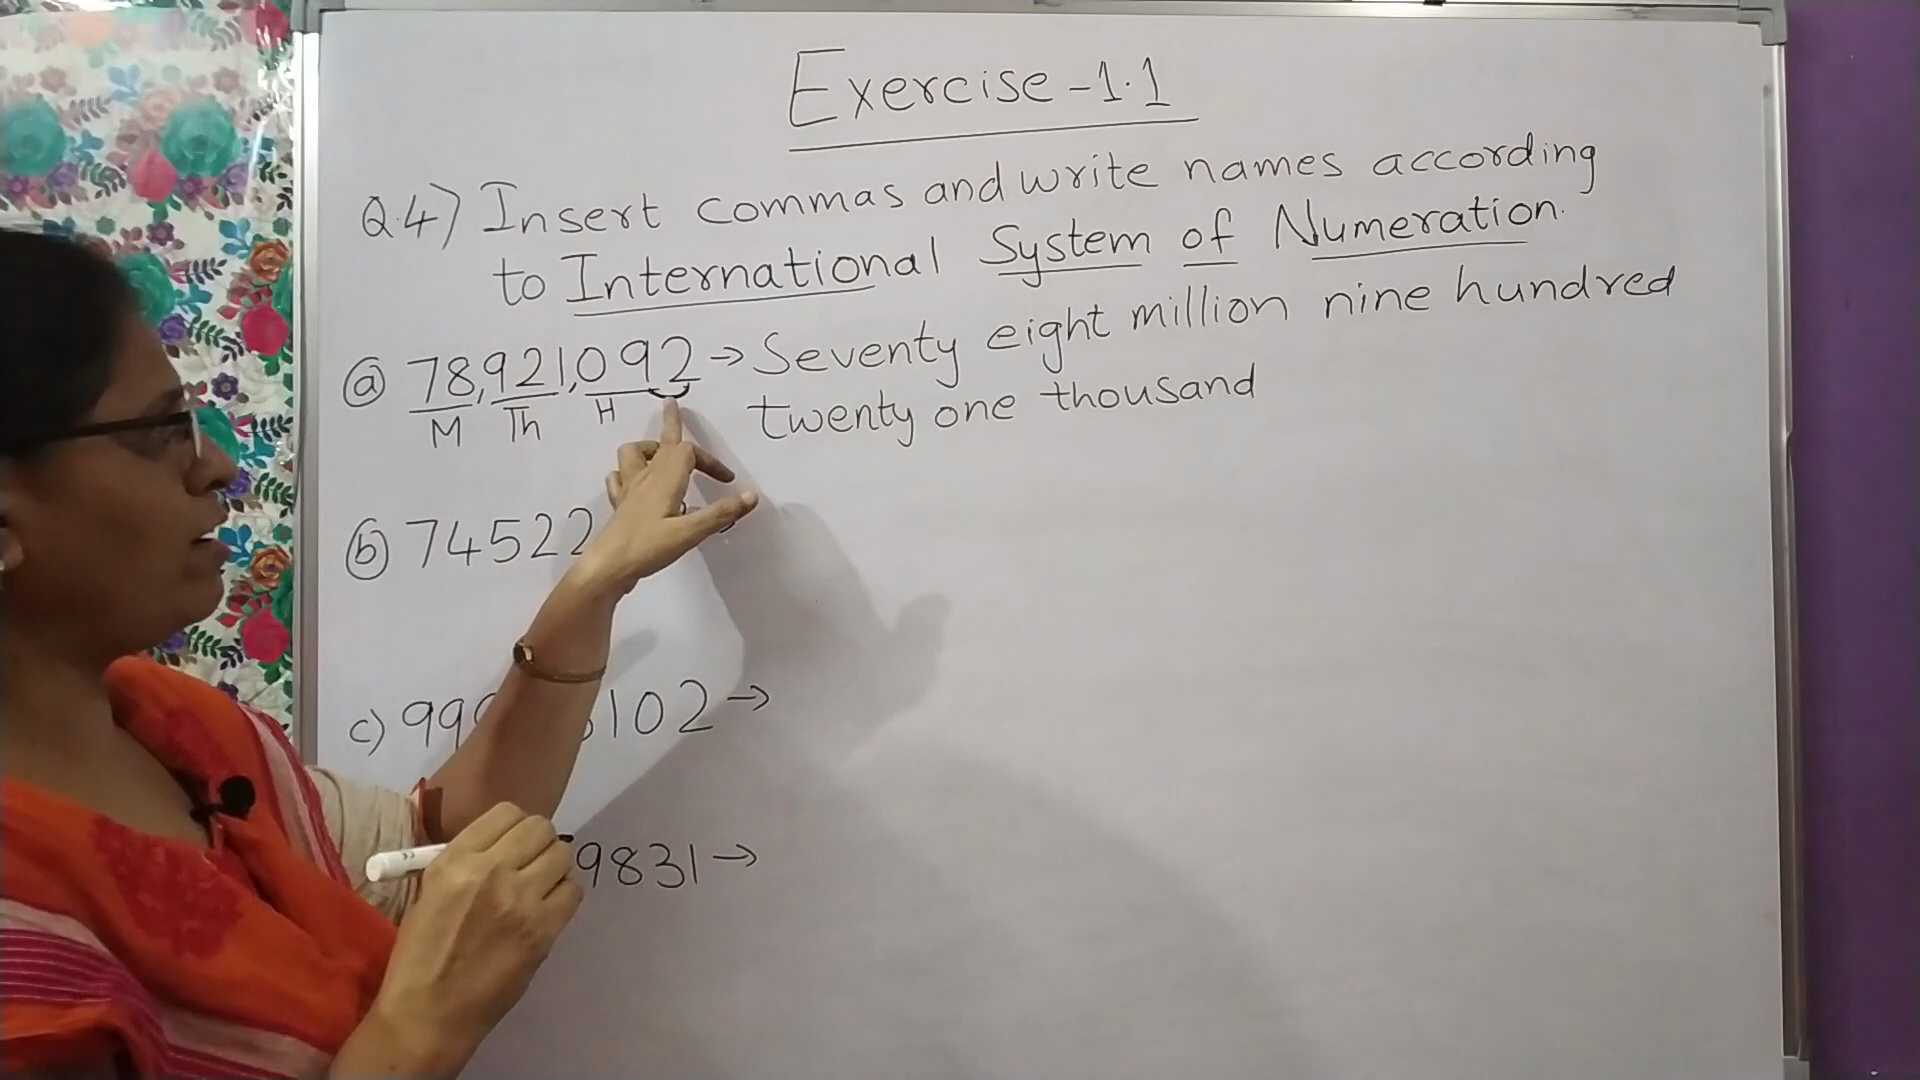 Exercise - 1.1
Q.4) Insert commas and write names according
to International System of Numeration.
ⓐ 78,921,092 → Seventy eight million nine hundred
M Th H twenty one thousand
ⓑ 74522
c) 99 102 →
9831 →